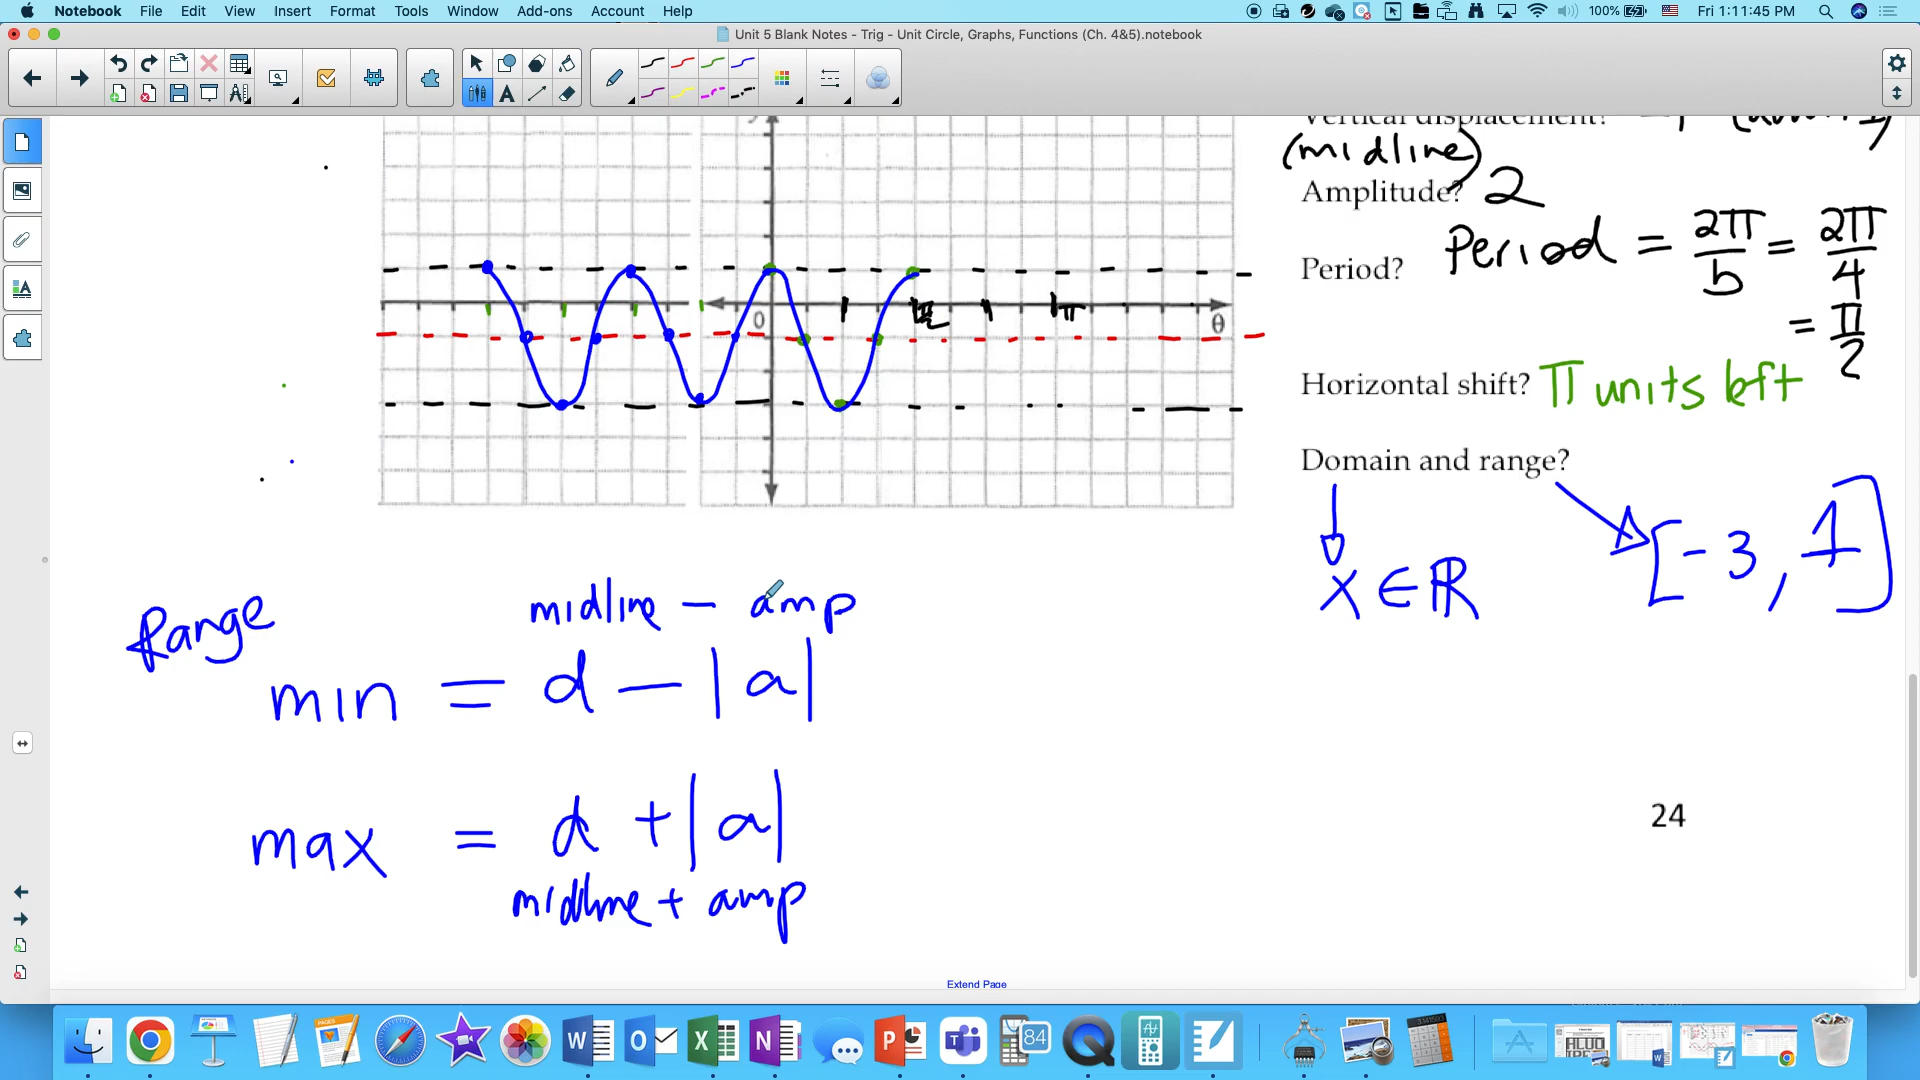 Notebook File Edit View Insert Format Tools Window Add-ons Account Help 100% Fri 1:11:45 PM
Unit 5 Blank Notes - Trig - Unit Circle, Graphs, Functions (Ch. 4&5).notebook
Vertical displacement?
(midline)
Amplitude? 2
Period? Period = 2π/b = 2π/4
= π/2
0 π/2 π θ
Horizontal shift? π units left
Domain and range?
x ∈ ℝ [-3, 1]
Range
midline - amp
min = d - |a|
max = d + |a|
midline + amp
24
Extend Page
84